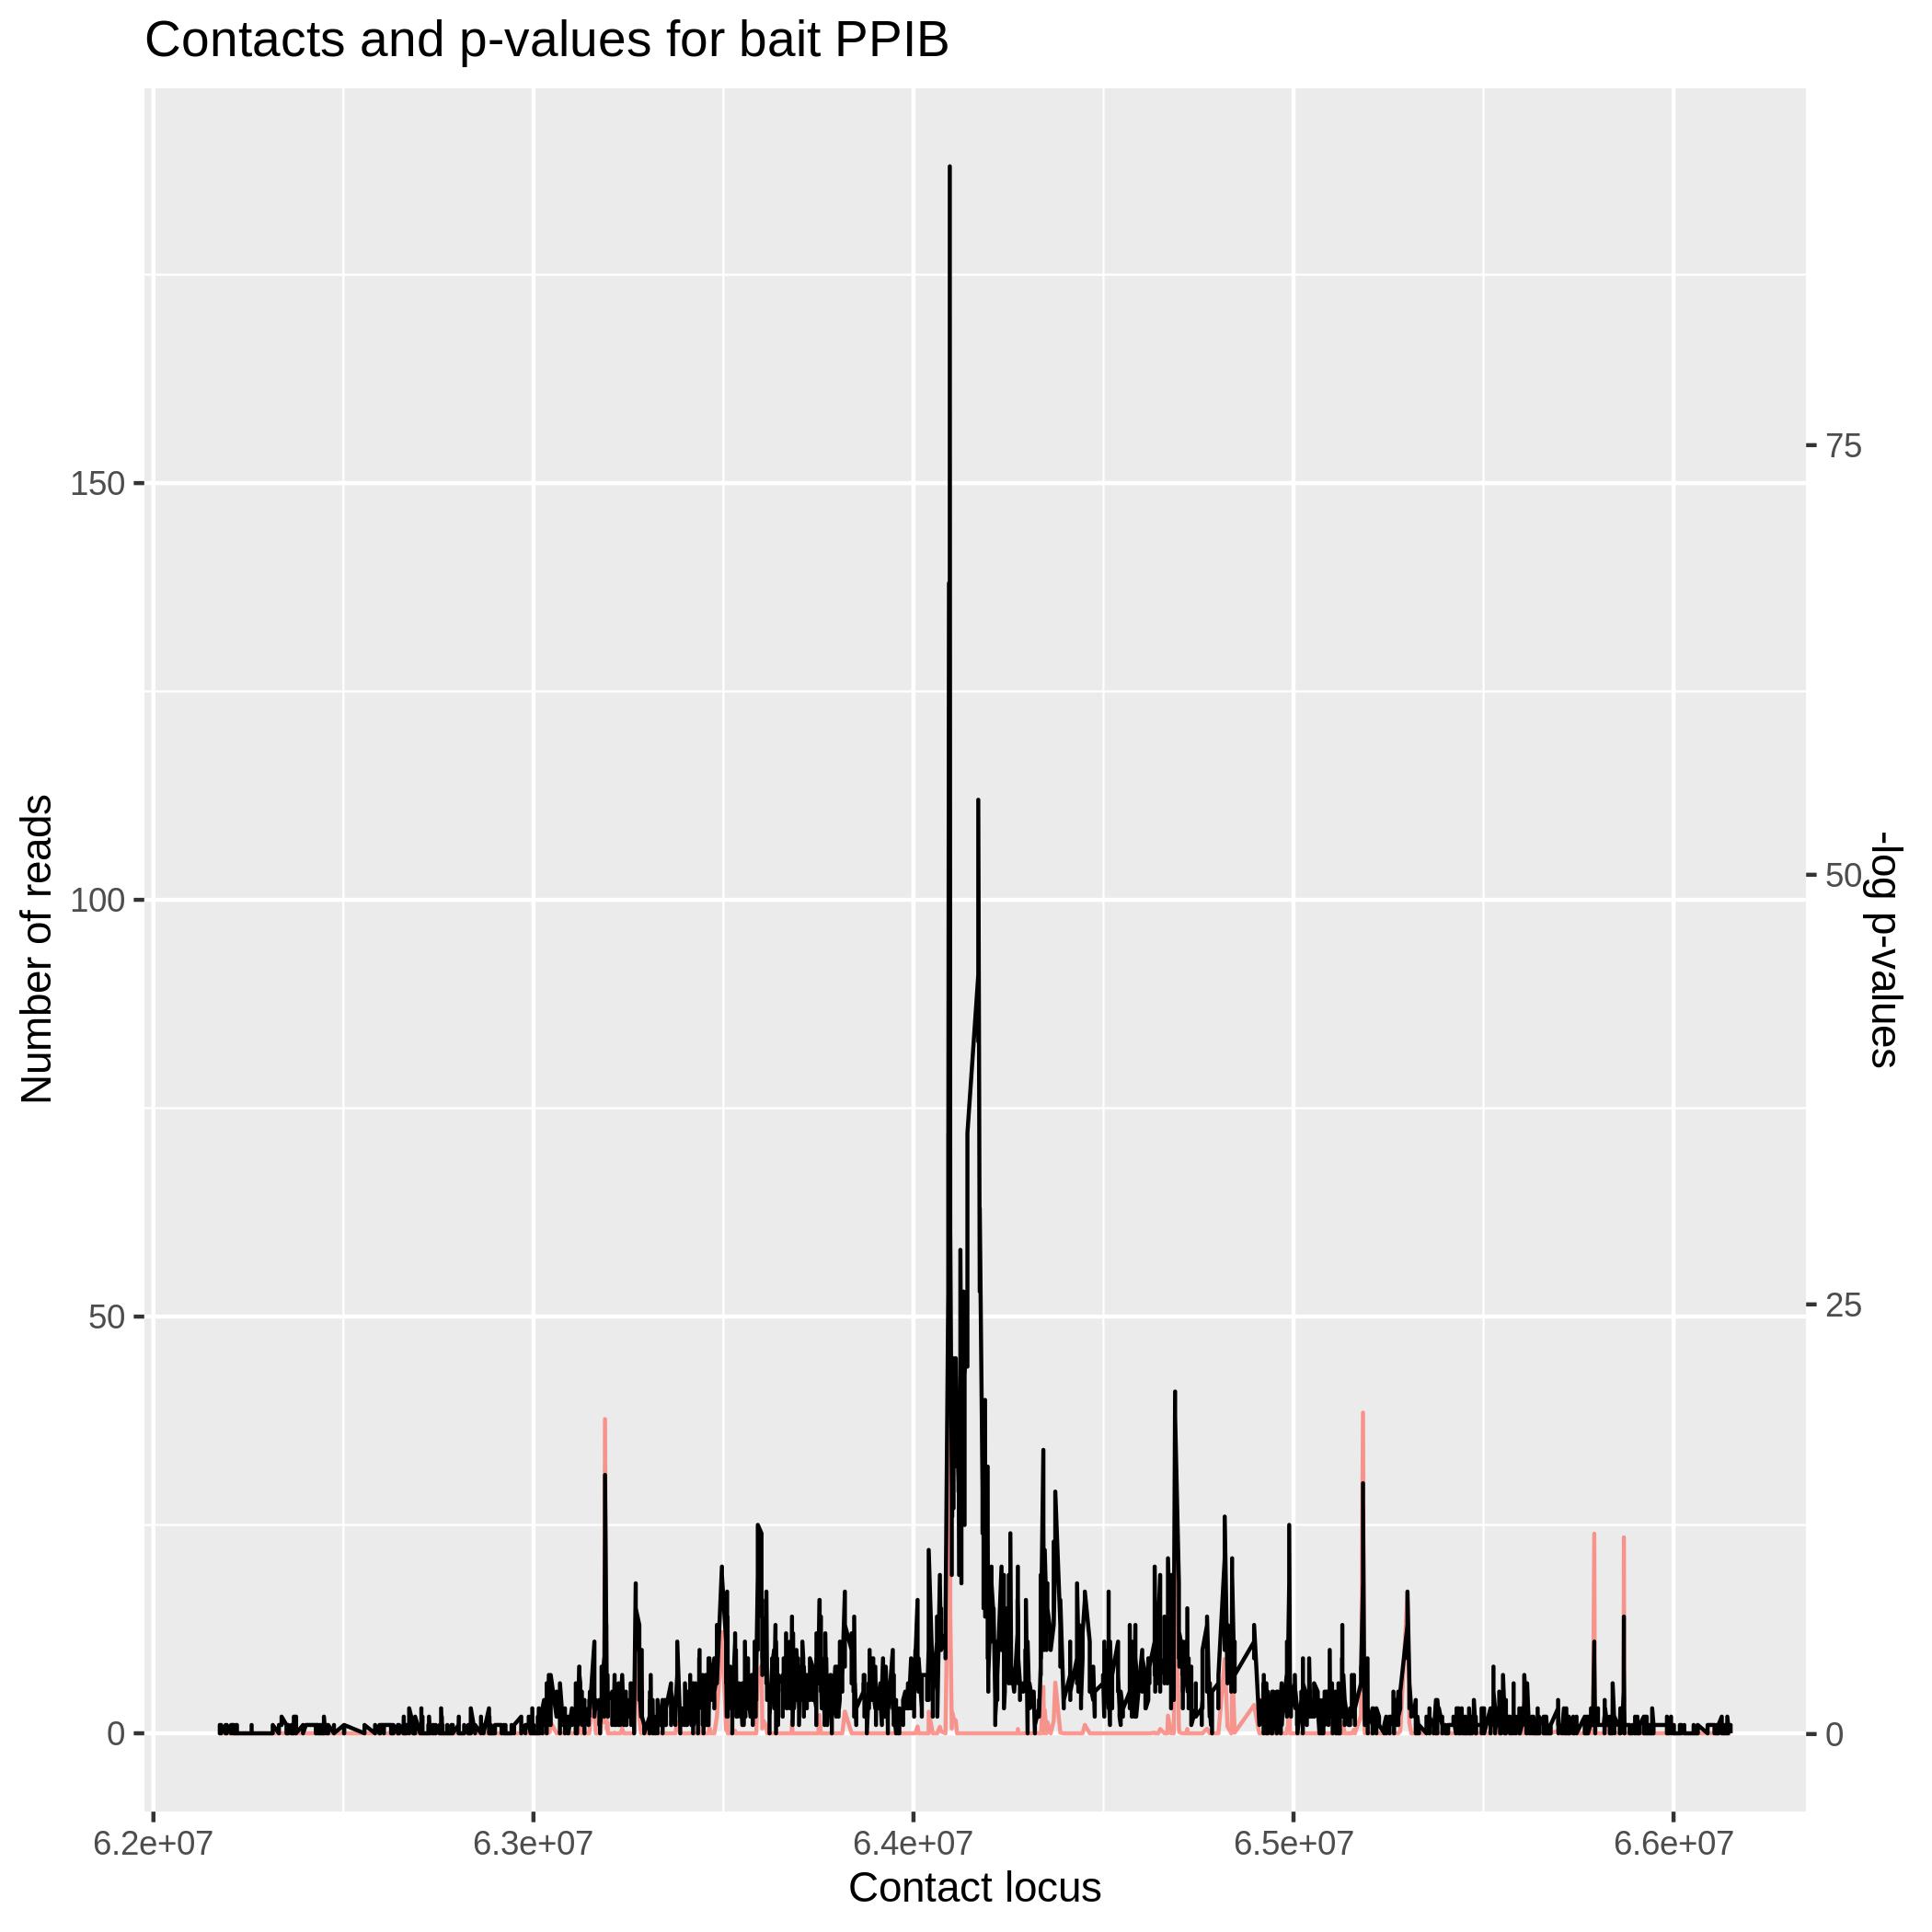 Contacts and p-values for bait PPIB
Number of reads
150
100
50
0
75
50
25
0
-log p-values
6.2e+07
6.3e+07
6.4e+07
6.5e+07
6.6e+07
Contact locus